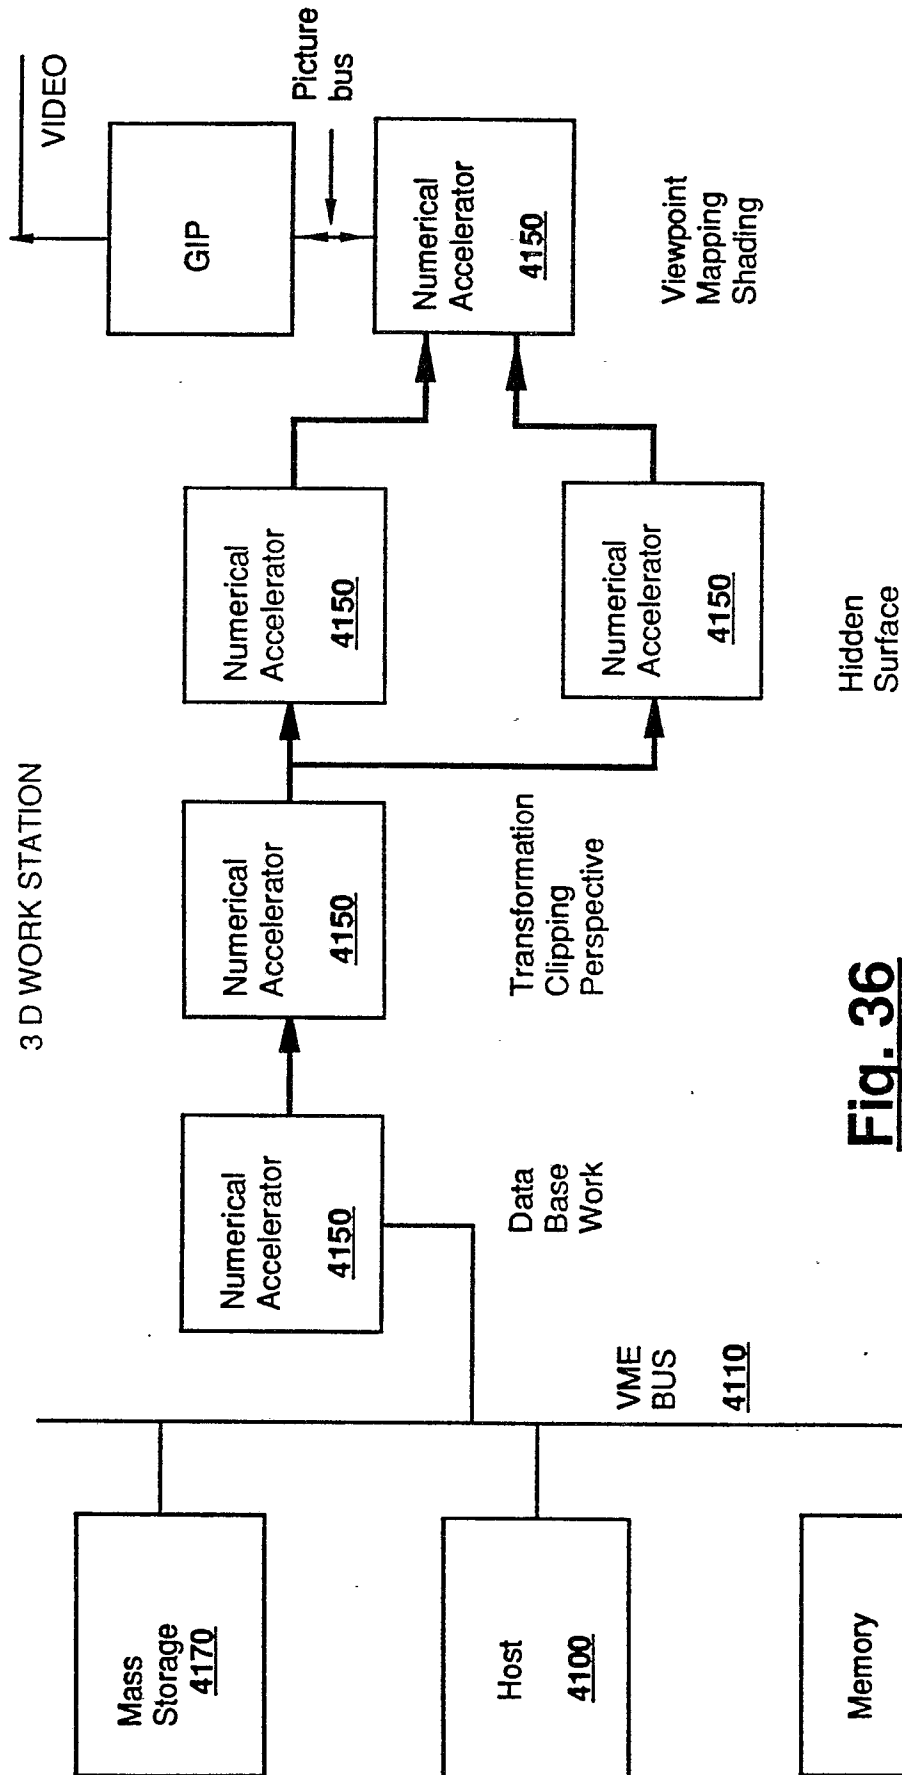 3 D WORK STATION
Mass
Storage
4170
Host
4100
Memory
VME
BUS
4110
Numerical
Accelerator
4150
Data
Base
Work
Numerical
Accelerator
4150
Transformation
Clipping
Perspective
Numerical
Accelerator
4150
Numerical
Accelerator
4150
Hidden
Surface
Numerical
Accelerator
4150
Viewpoint
Mapping
Shading
Picture
bus
GIP
VIDEO
Fig. 36